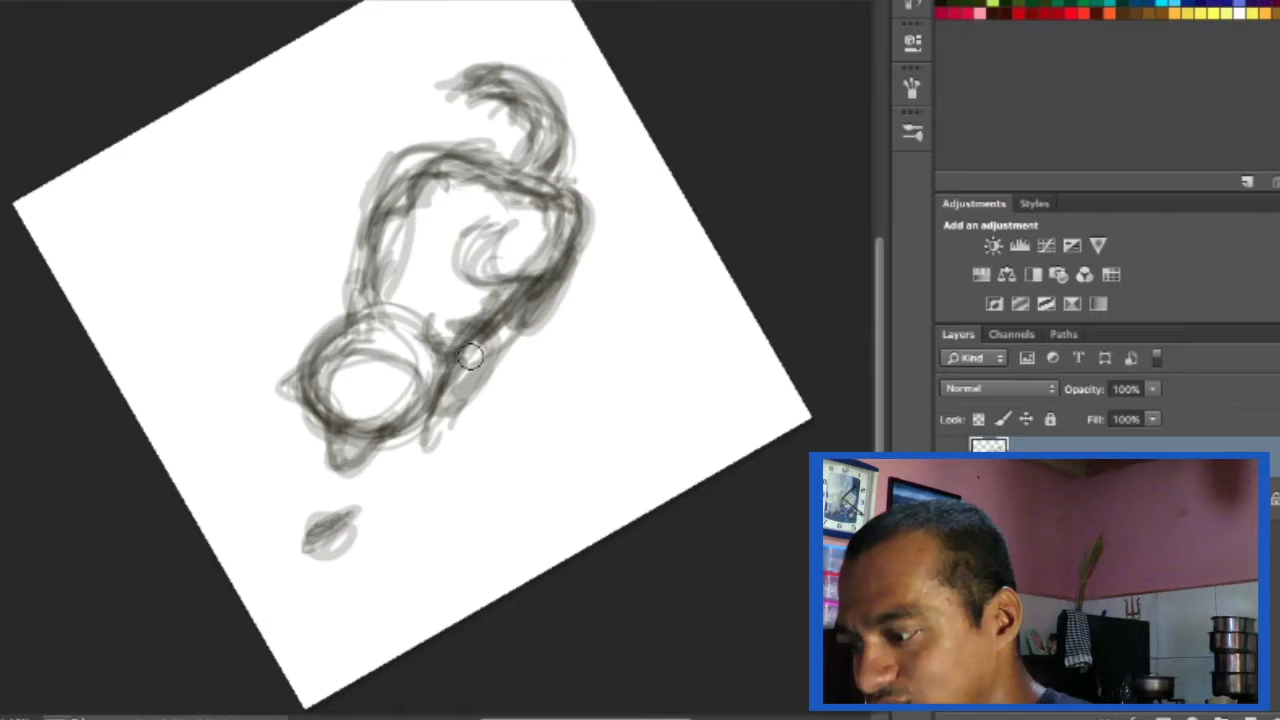 Adjustments Styles
Add an adjustment
Layers Channels Paths
Kind
Normal Opacity: 100%
Lock: Fill: 100%